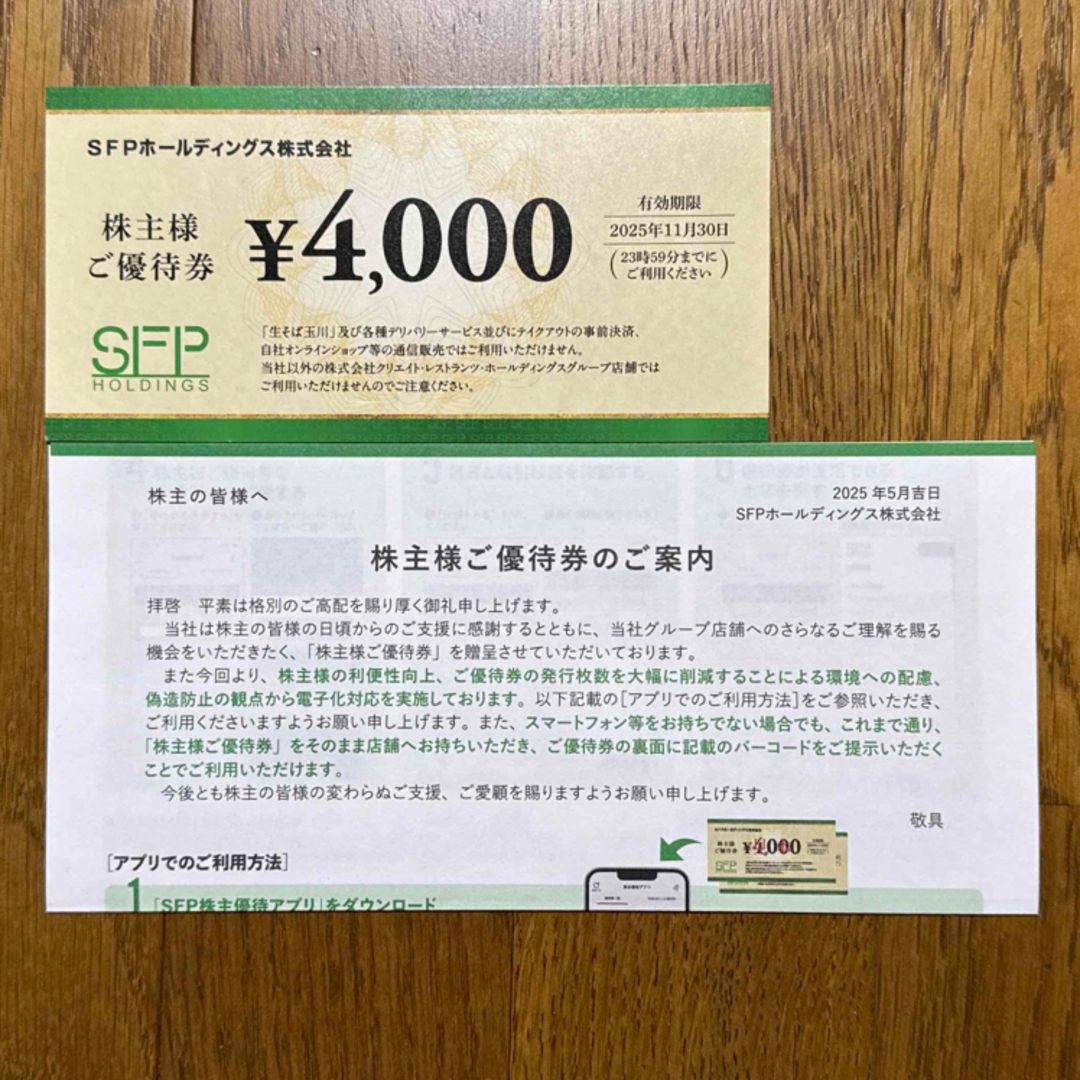 SFPホールディングス株式会社
株主様
ご優待券
¥4,000
有効期限
2025年11月30日
(23時59分までに
ご利用ください)
SFP
HOLDINGS
「生そば玉川」及び各種デリバリーサービス並びにテイクアウトの事前決済、
自社オンラインショップ等の通信販売ではご利用いただけません。
当社以外の株式会社クリエイト・レストランツ・ホールディングスグループ店舗では
ご利用いただけませんのでご注意ください。
株主の皆様へ
2025 年5月吉日
SFPホールディングス株式会社
株主様ご優待券のご案内
拝啓　平素は格別のご高配を賜り厚く御礼申し上げます。
当社は株主の皆様の日頃からのご支援に感謝するとともに、当社グループ店舗へのさらなるご理解を賜る
機会をいただきたく、「株主様ご優待券」を贈呈させていただいております。
また今回より、株主様の利便性向上、ご優待券の発行枚数を大幅に削減することによる環境への配慮、
偽造防止の観点から電子化対応を実施しております。以下記載の[アプリでのご利用方法]をご参照いただき、
ご利用くださいますようお願い申し上げます。また、スマートフォン等をお持ちでない場合でも、これまで通り、
「株主様ご優待券」をそのまま店舗へお持ちいただき、ご優待券の裏面に記載のバーコードをご提示いただく
ことでご利用いただけます。
今後とも株主の皆様の変わらぬご支援、ご愛顧を賜りますようお願い申し上げます。
敬具
[アプリでのご利用方法]
1 「SFP株主優待アプリ」をダウンロード
株主様
ご優待券
SFP